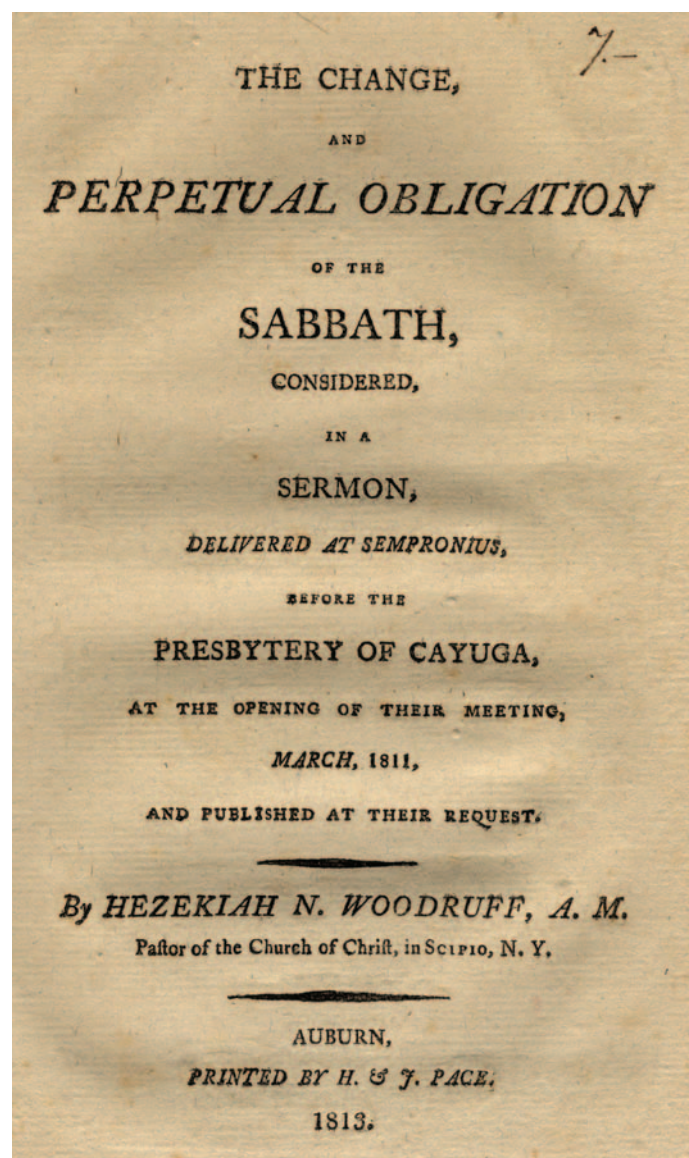 7.—
THE CHANGE,
AND
PERPETUAL OBLIGATION
OF THE
SABBATH,
CONSIDERED,
IN A
SERMON,
DELIVERED AT SEMPRONIUS,
BEFORE THE
PRESBYTERY OF CAYUGA,
AT THE OPENING OF THEIR MEETING,
MARCH, 1811,
AND PUBLISHED AT THEIR REQUEST.
By HEZEKIAH N. WOODRUFF, A. M.
Paſtor of the Church of Chriſt, in SCIPIO, N. Y.
AUBURN,
PRINTED BY H. & J. PACE.
1813.